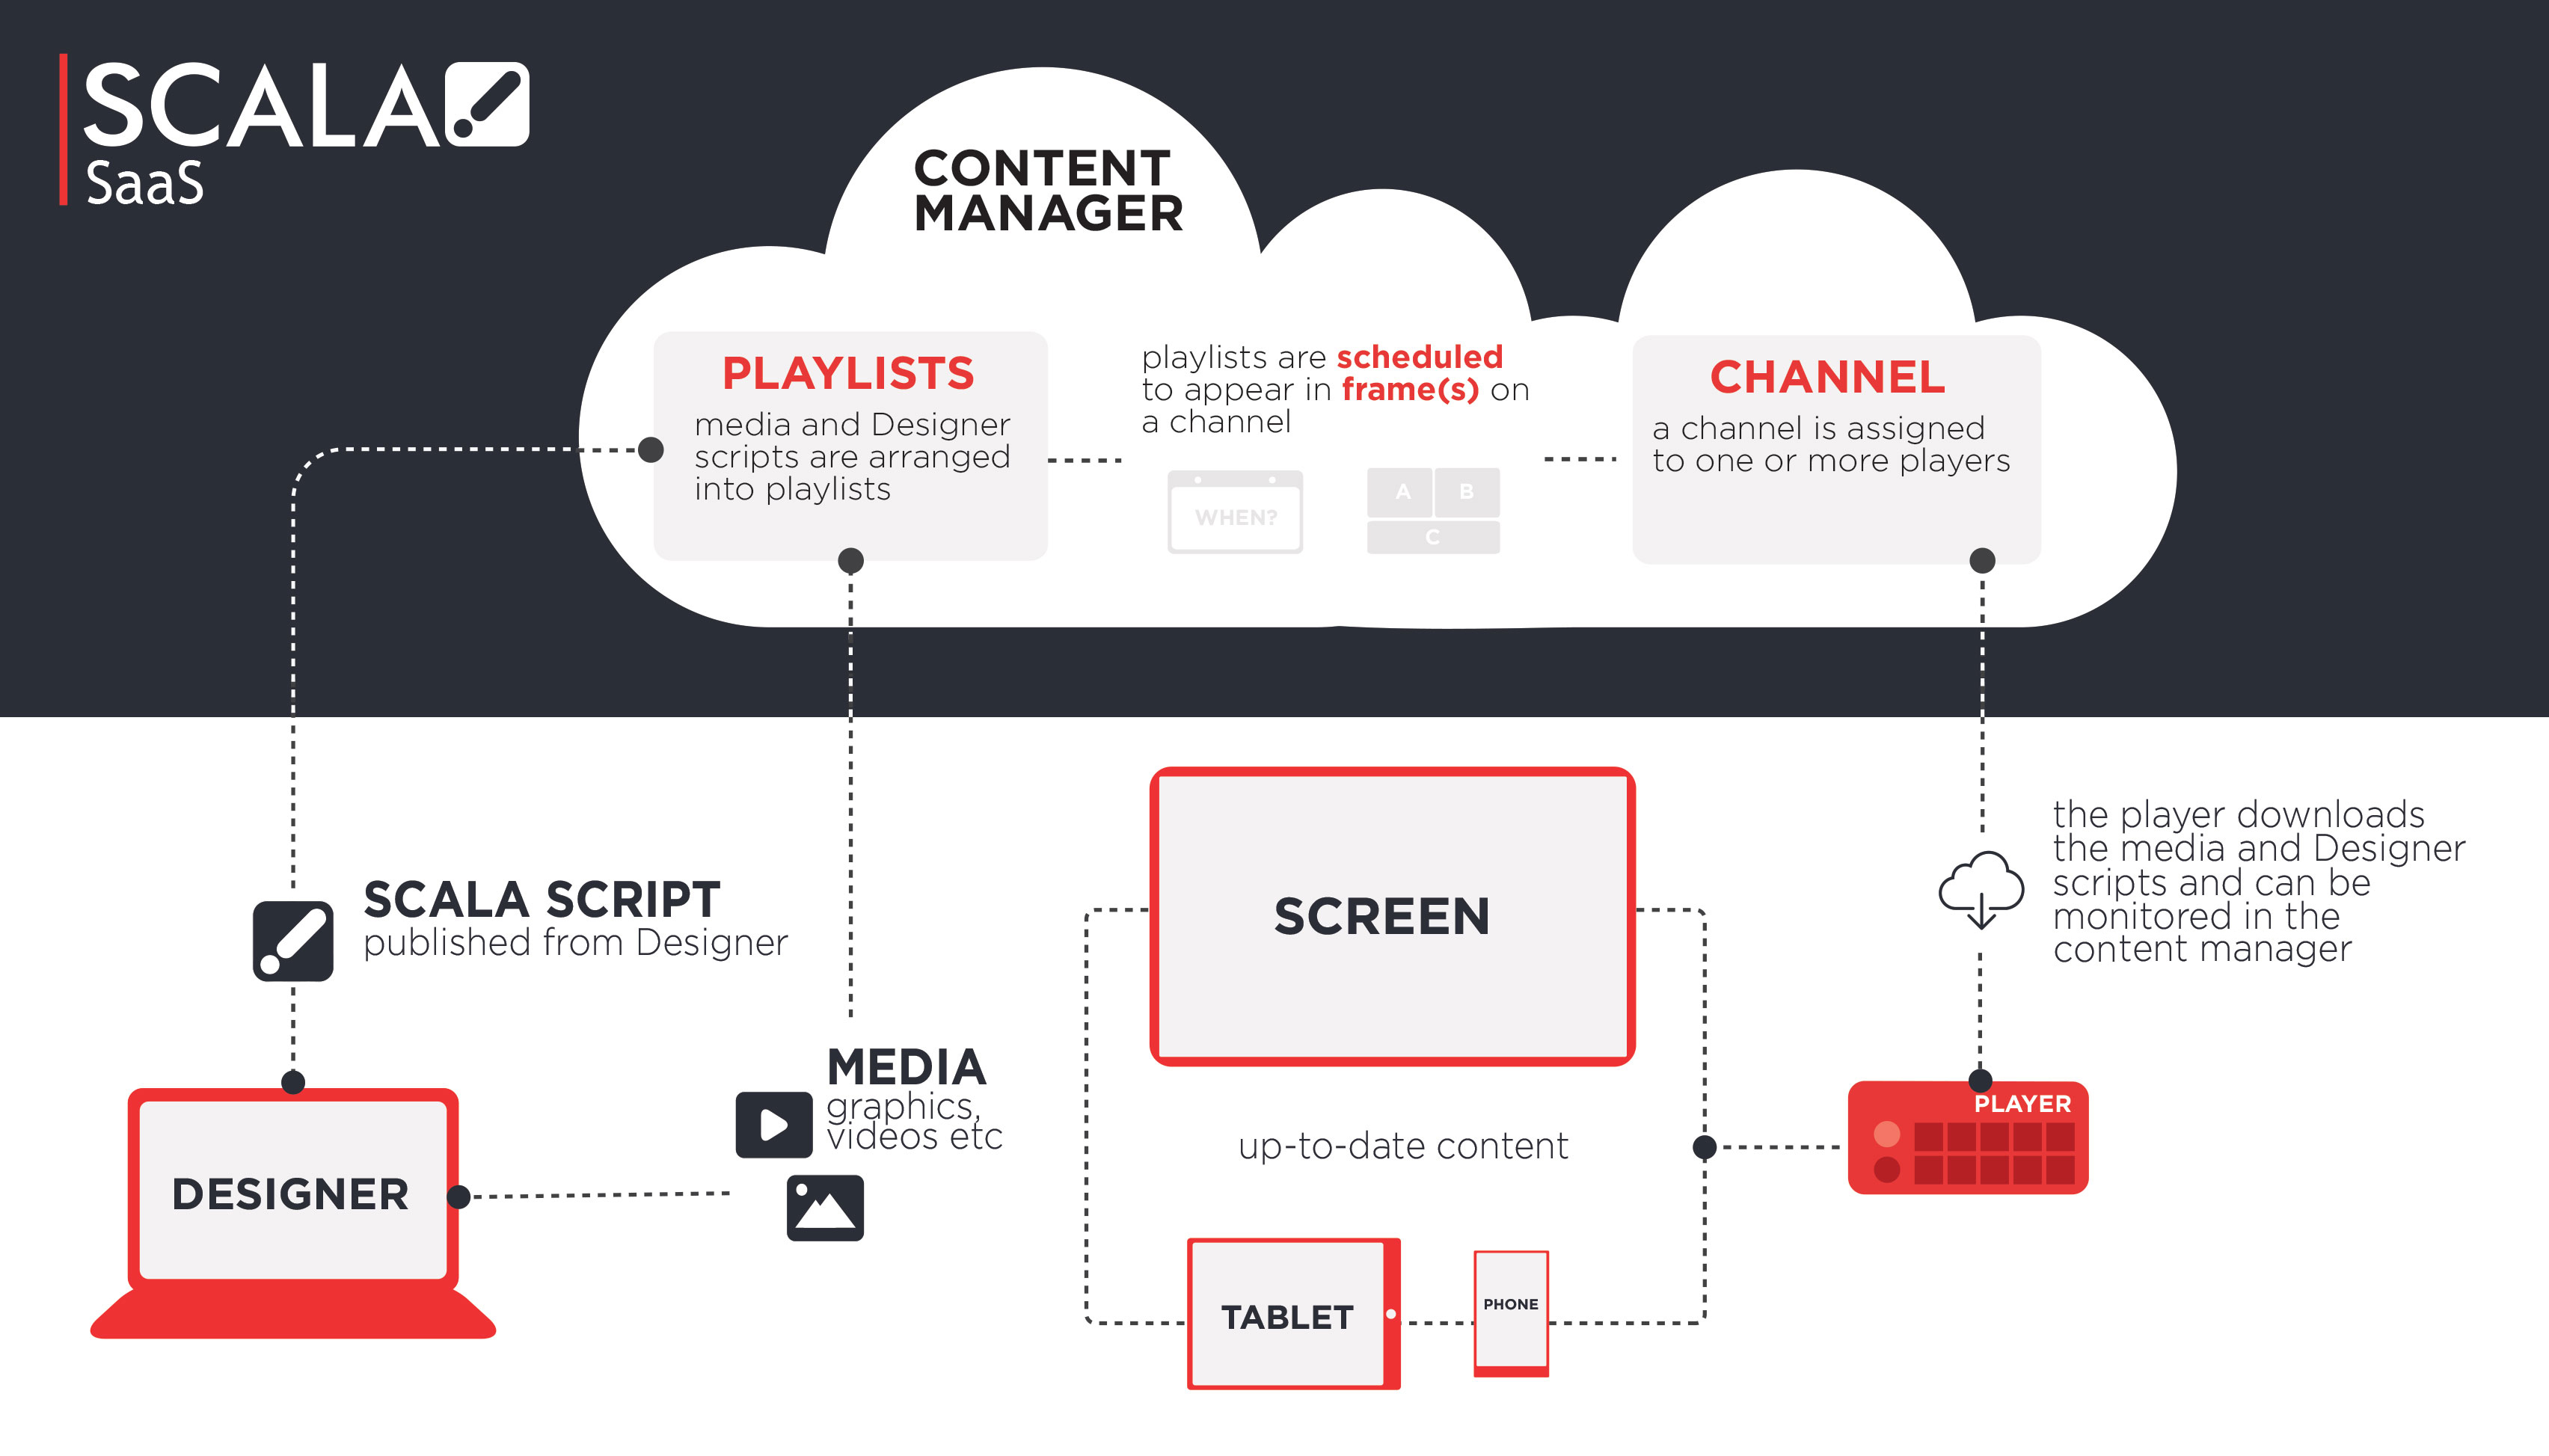 SCALA
SaaS
CONTENT
MANAGER
PLAYLISTS
media and Designer
scripts are arranged
into playlists
playlists are scheduled
to appear in frame(s) on
a channel
WHEN?
A B
C
CHANNEL
a channel is assigned
to one or more players
SCALA SCRIPT
published from Designer
DESIGNER
MEDIA
graphics,
videos etc
SCREEN
up-to-date content
TABLET
PHONE
the player downloads
the media and Designer
scripts and can be
monitored in the
content manager
PLAYER